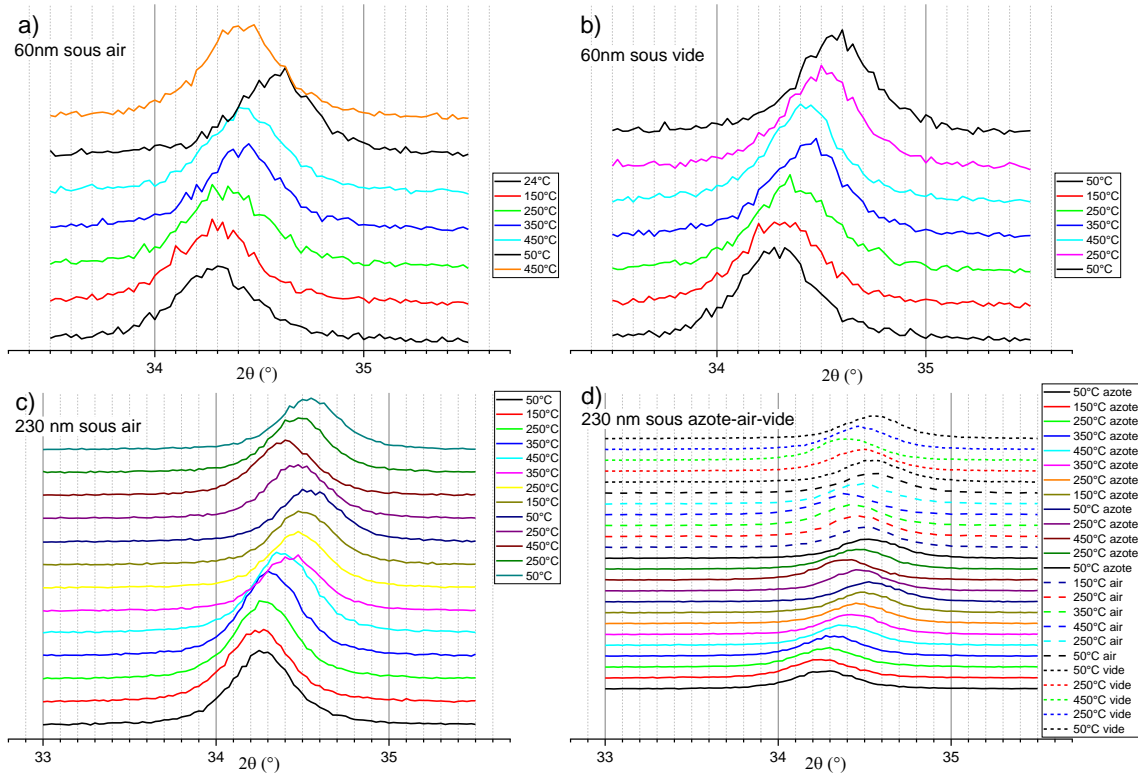 a)
60nm sous air
24°C
150°C
250°C
350°C
450°C
50°C
450°C
34
35
2θ (°)
b)
60nm sous vide
50°C
150°C
250°C
350°C
450°C
250°C
50°C
34
35
2θ (°)
c)
230 nm sous air
50°C
150°C
250°C
350°C
450°C
350°C
250°C
150°C
50°C
250°C
450°C
250°C
50°C
33
34
35
2θ (°)
d)
230 nm sous azote-air-vide
50°C azote
150°C azote
250°C azote
350°C azote
450°C azote
350°C azote
250°C azote
150°C azote
50°C azote
250°C azote
450°C azote
250°C azote
50°C azote
150°C air
250°C air
350°C air
450°C air
250°C air
50°C air
50°C vide
250°C vide
450°C vide
250°C vide
50°C vide
33
34
35
2θ (°)